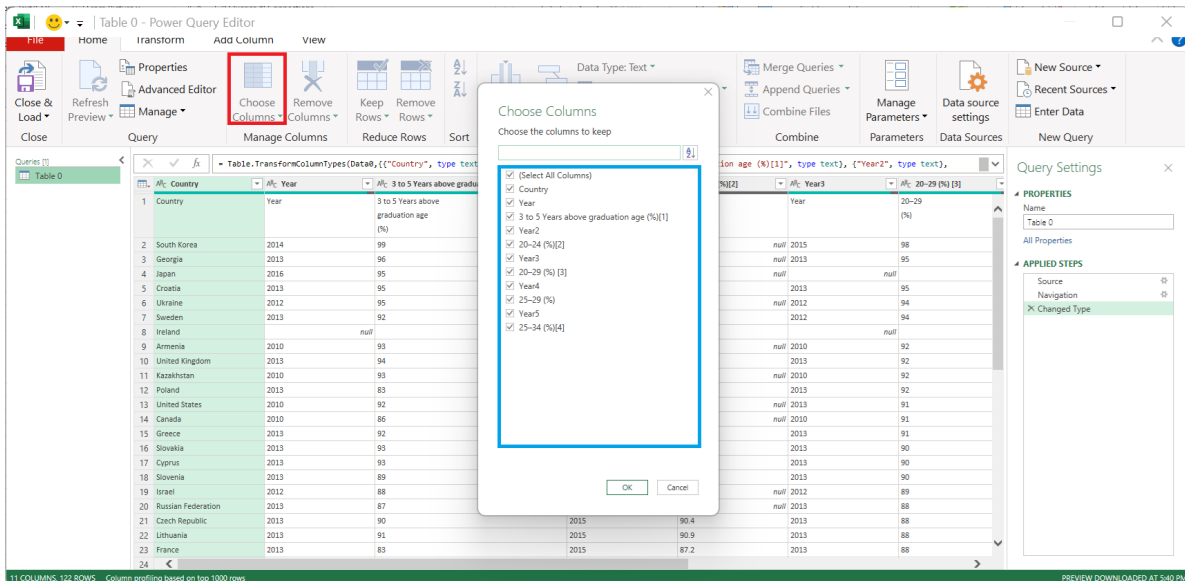 Table 0 - Power Query Editor
File Home Transform Add Column View
Close & Load
Close
Refresh Preview
Properties
Advanced Editor
Manage
Query
Choose Columns
Remove Columns
Manage Columns
Keep Rows
Remove Rows
Reduce Rows
Sort
Data Type: Text
Merge Queries
Append Queries
Combine Files
Combine
Manage Parameters
Parameters
Data source settings
Data Sources
New Source
Recent Sources
Enter Data
New Query
Queries [1]
Table 0
= Table.TransformColumnTypes(Data0,{{"Country", type text
ion age (%)[1]", type text}, {"Year2", type text},
Country Year 3 to 5 Years above gradu (%)[2] Year3 20–29 (%) [3]
1 Country Year 3 to 5 Years above graduation age (%) Year 20–29 (%)
2 South Korea 2014 99 null 2015 98
3 Georgia 2013 96 null 2013 95
4 Japan 2016 95 null null
5 Croatia 2013 95 2013 95
6 Ukraine 2012 95 null 2012 94
7 Sweden 2013 92 2012 94
8 Ireland null null
9 Armenia 2010 93 null 2010 92
10 United Kingdom 2013 94 2013 92
11 Kazakhstan 2010 93 null 2010 92
12 Poland 2013 83 2013 92
13 United States 2010 92 null 2013 91
14 Canada 2010 86 null 2010 91
15 Greece 2013 92 2013 91
16 Slovakia 2013 93 2013 90
17 Cyprus 2013 93 2013 90
18 Slovenia 2013 89 2013 90
19 Israel 2012 88 null 2012 89
20 Russian Federation 2013 87 null 2013 88
21 Czech Republic 2013 90 2015 90.4 2013 88
22 Lithuania 2013 91 2015 90.9 2013 88
23 France 2013 83 2015 87.2 2013 88
24
Choose Columns
Choose the columns to keep
(Select All Columns)
Country
Year
3 to 5 Years above graduation age (%)[1]
Year2
20–24 (%)[2]
Year3
20–29 (%) [3]
Year4
25–29 (%)
Year5
25–34 (%)[4]
OK Cancel
Query Settings
PROPERTIES
Name
Table 0
All Properties
APPLIED STEPS
Source
Navigation
Changed Type
11 COLUMNS, 122 ROWS Column profiling based on top 1000 rows
PREVIEW DOWNLOADED AT 5:40 PM